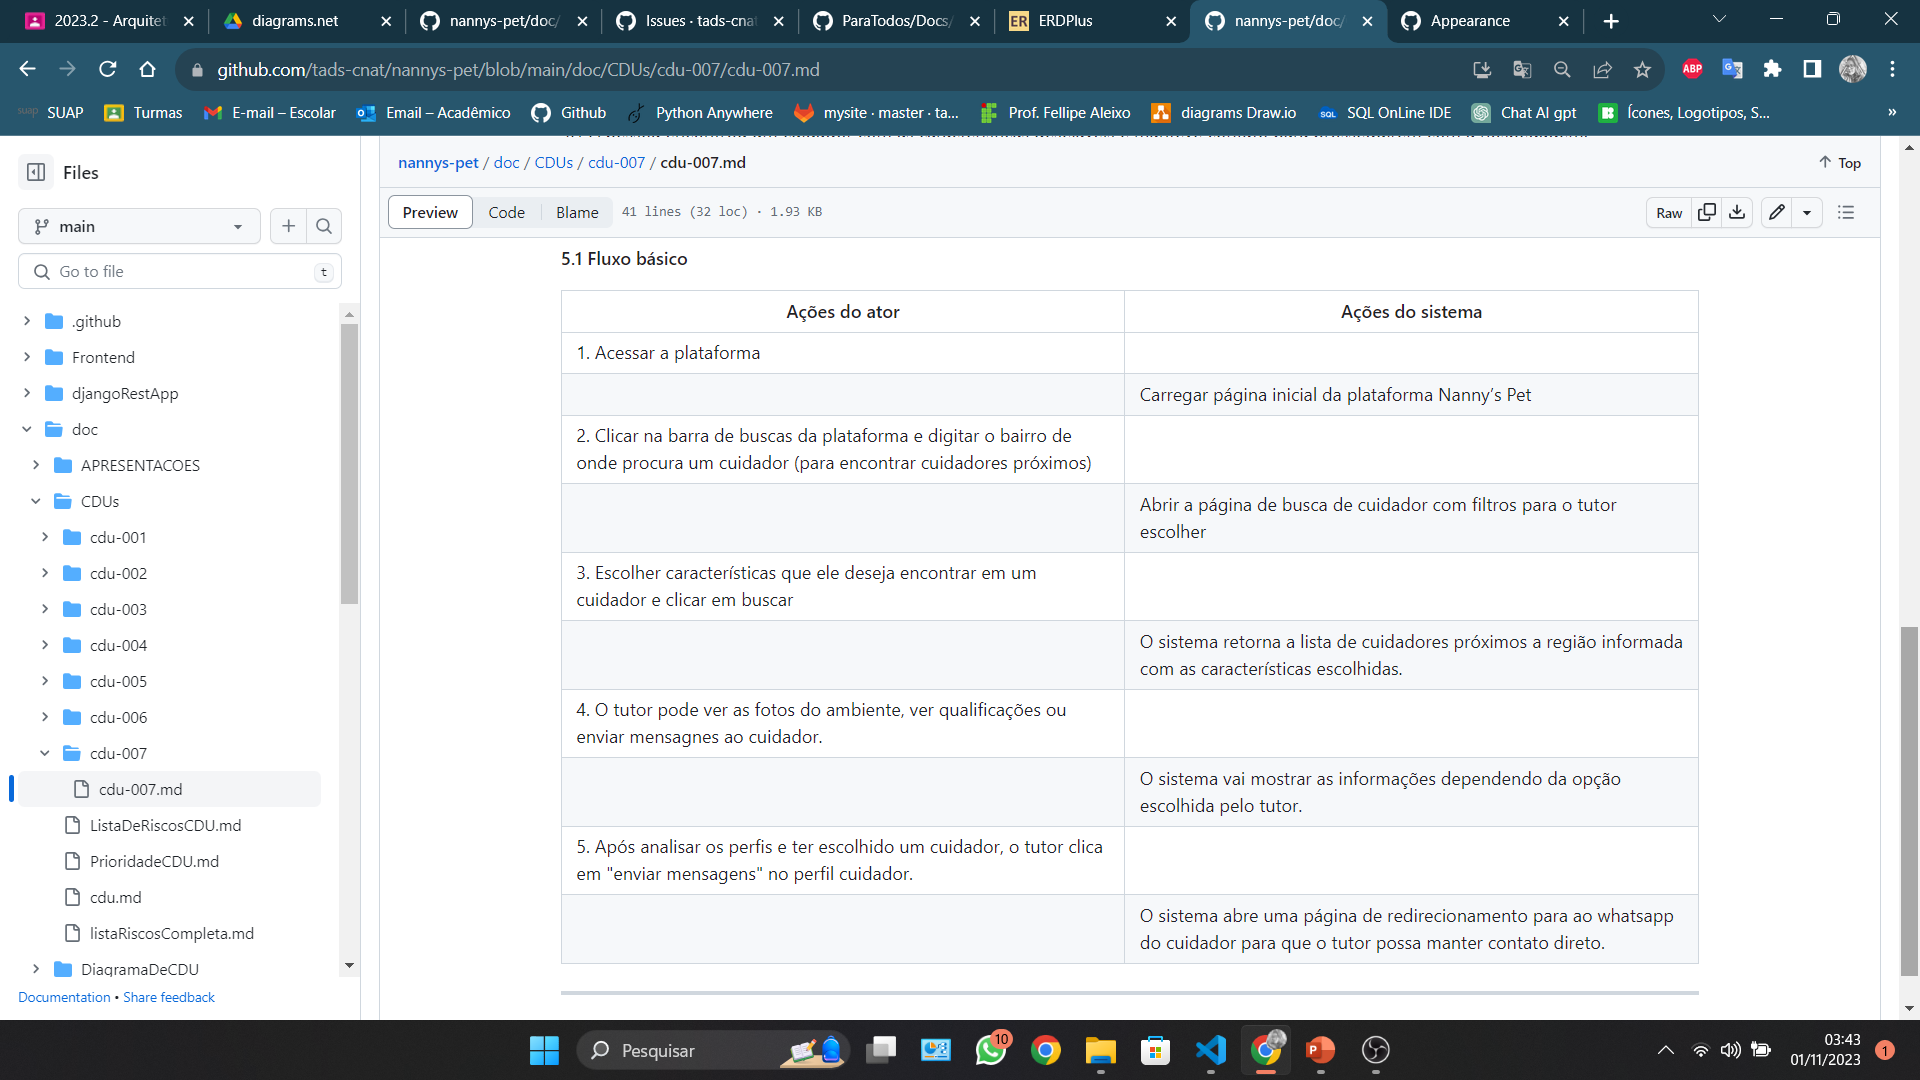 2023.2 - Arquitet
diagrams.net
nannys-pet/doc/
Issues · tads-cnat
ParaTodos/Docs/
ER ERDPlus
nannys-pet/doc/
Appearance
github.com/tads-cnat/nannys-pet/blob/main/doc/CDUs/cdu-007/cdu-007.md
ABP
suap SUAP
Turmas
E-mail – Escolar
Email – Acadêmico
Github
Python Anywhere
mysite · master · ta...
Prof. Fellipe Aleixo
diagrams Draw.io
SQL SQL OnLine IDE
Chat AI gpt
Ícones, Logotipos, S...
»
Files
nannys-pet / doc / CDUs / cdu-007 / cdu-007.md
Top
main
Preview Code Blame 41 lines (32 loc) · 1.93 KB
Raw
Go to file t
.github
Frontend
djangoRestApp
doc
APRESENTACOES
CDUs
cdu-001
cdu-002
cdu-003
cdu-004
cdu-005
cdu-006
cdu-007
cdu-007.md
ListaDeRiscosCDU.md
PrioridadeCDU.md
cdu.md
listaRiscosCompleta.md
DiagramaDeCDU
Documentation • Share feedback
5.1 Fluxo básico
Ações do ator
Ações do sistema
1. Acessar a plataforma
Carregar página inicial da plataforma Nanny’s Pet
2. Clicar na barra de buscas da plataforma e digitar o bairro de
onde procura um cuidador (para encontrar cuidadores próximos)
Abrir a página de busca de cuidador com filtros para o tutor
escolher
3. Escolher características que ele deseja encontrar em um
cuidador e clicar em buscar
O sistema retorna a lista de cuidadores próximos a região informada
com as características escolhidas.
4. O tutor pode ver as fotos do ambiente, ver qualificações ou
enviar mensagnes ao cuidador.
O sistema vai mostrar as informações dependendo da opção
escolhida pelo tutor.
5. Após analisar os perfis e ter escolhido um cuidador, o tutor clica
em "enviar mensagens" no perfil cuidador.
O sistema abre uma página de redirecionamento para ao whatsapp
do cuidador para que o tutor possa manter contato direto.
Pesquisar
10
P
03:43
01/11/2023
1